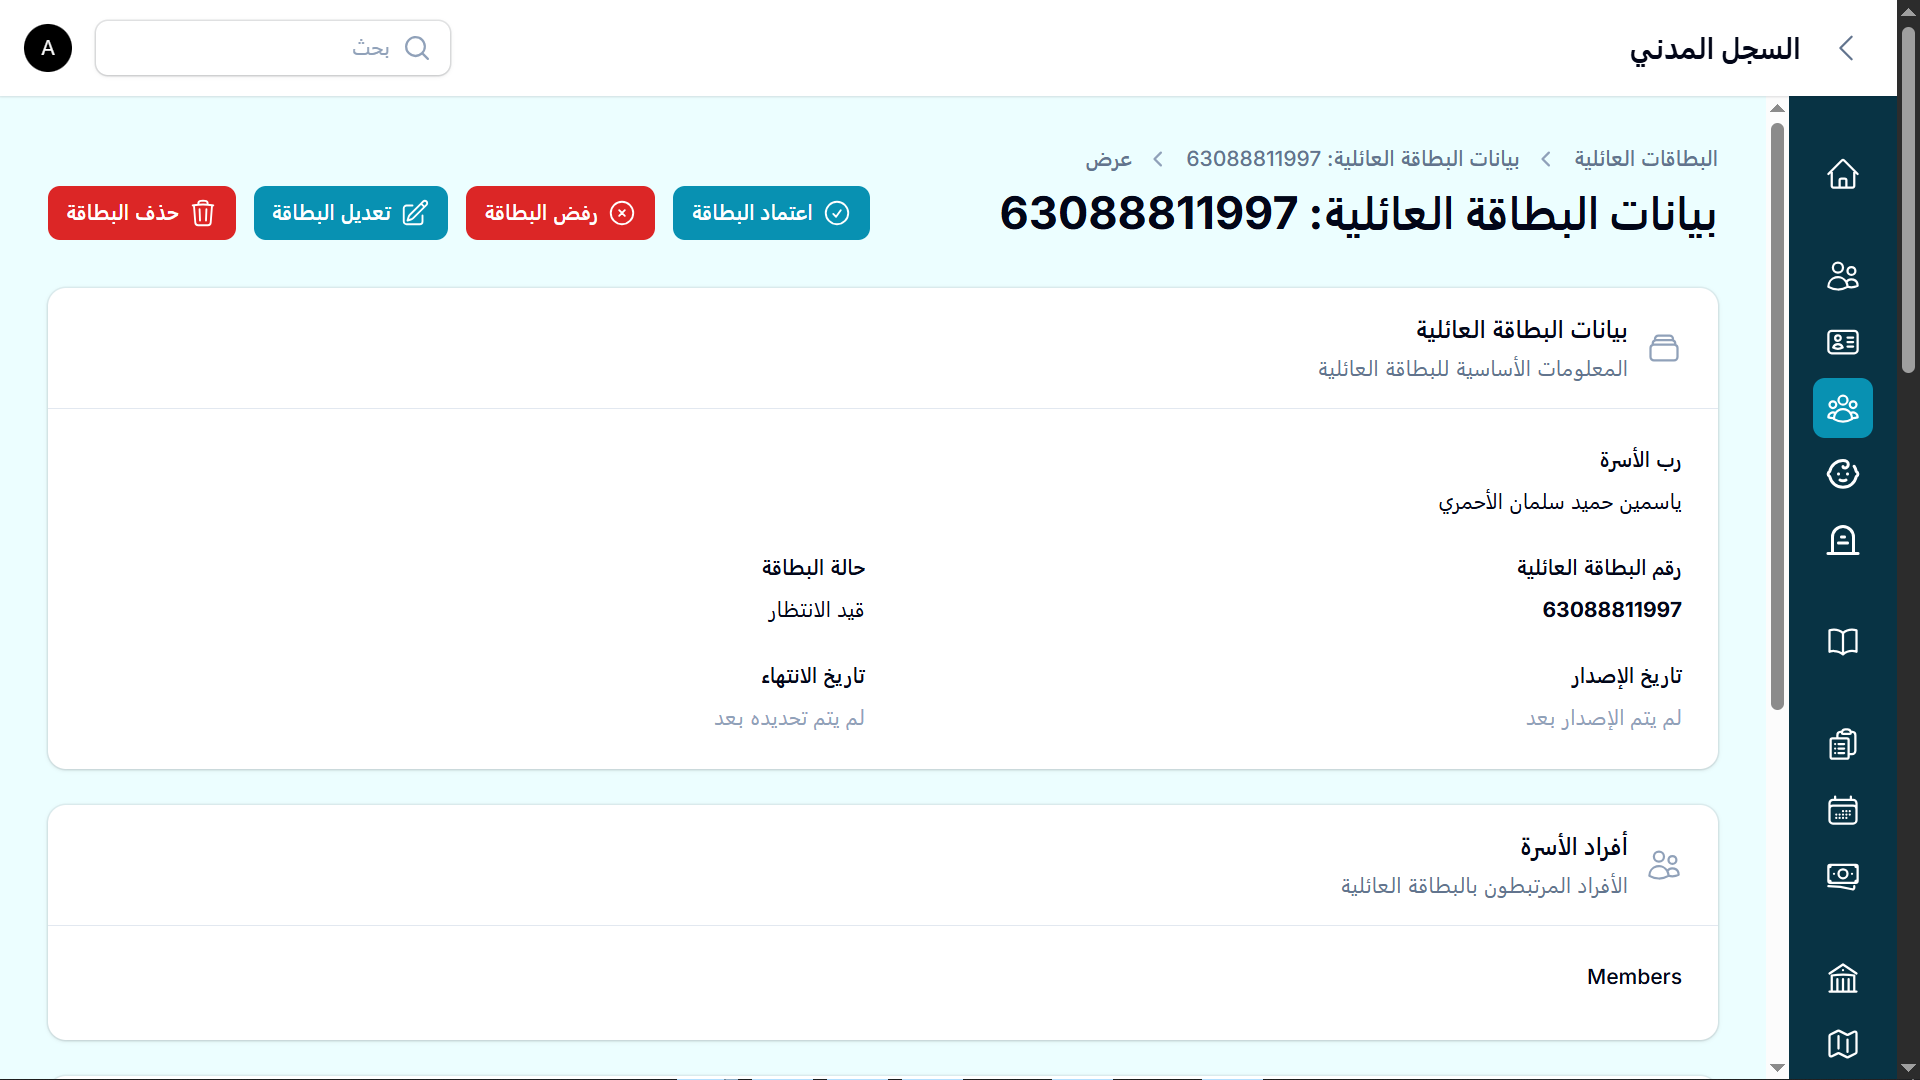 السجل المدني
بحث
A
البطاقات العائلية
بيانات البطاقة العائلية: 63088811997
عرض
بيانات البطاقة العائلية: 63088811997
اعتماد البطاقة
رفض البطاقة
تعديل البطاقة
حذف البطاقة
بيانات البطاقة العائلية
المعلومات الأساسية للبطاقة العائلية
رب الأسرة
ياسمين حميد سلمان الأحمري
رقم البطاقة العائلية
63088811997
حالة البطاقة
قيد الانتظار
تاريخ الإصدار
لم يتم الإصدار بعد
تاريخ الانتهاء
لم يتم تحديده بعد
أفراد الأسرة
الأفراد المرتبطون بالبطاقة العائلية
Members